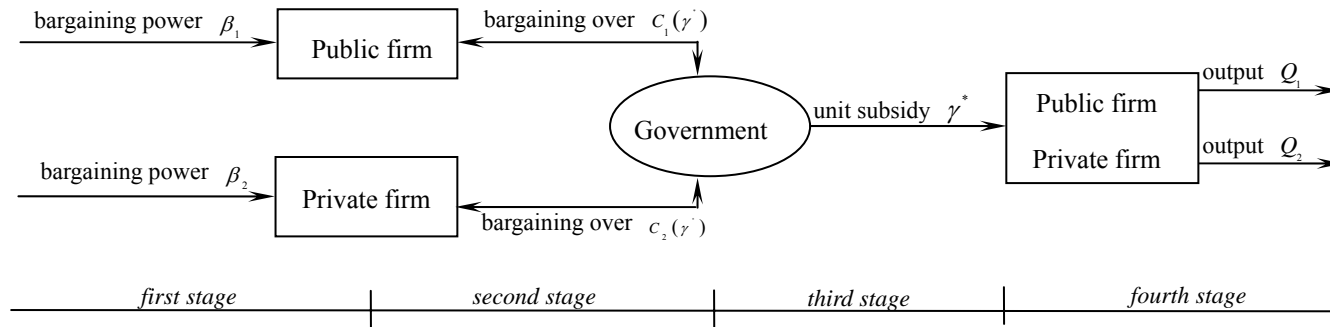 bargaining power β₁
Public firm
bargaining over C₁(γ*)
Government
unit subsidy γ*
Public firm
Private firm
output Q₁
output Q₂
bargaining power β₂
Private firm
bargaining over C₂(γ*)
first stage
second stage
third stage
fourth stage